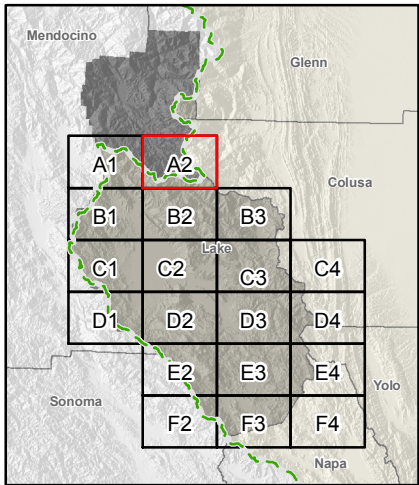 Mendocino
Glenn
A1 A2
Colusa
B1 B2 B3
Lake
C1 C2 C3 C4
D1 D2 D3 D4
E2 E3 E4
Yolo
Sonoma
F2 F3 F4
Napa